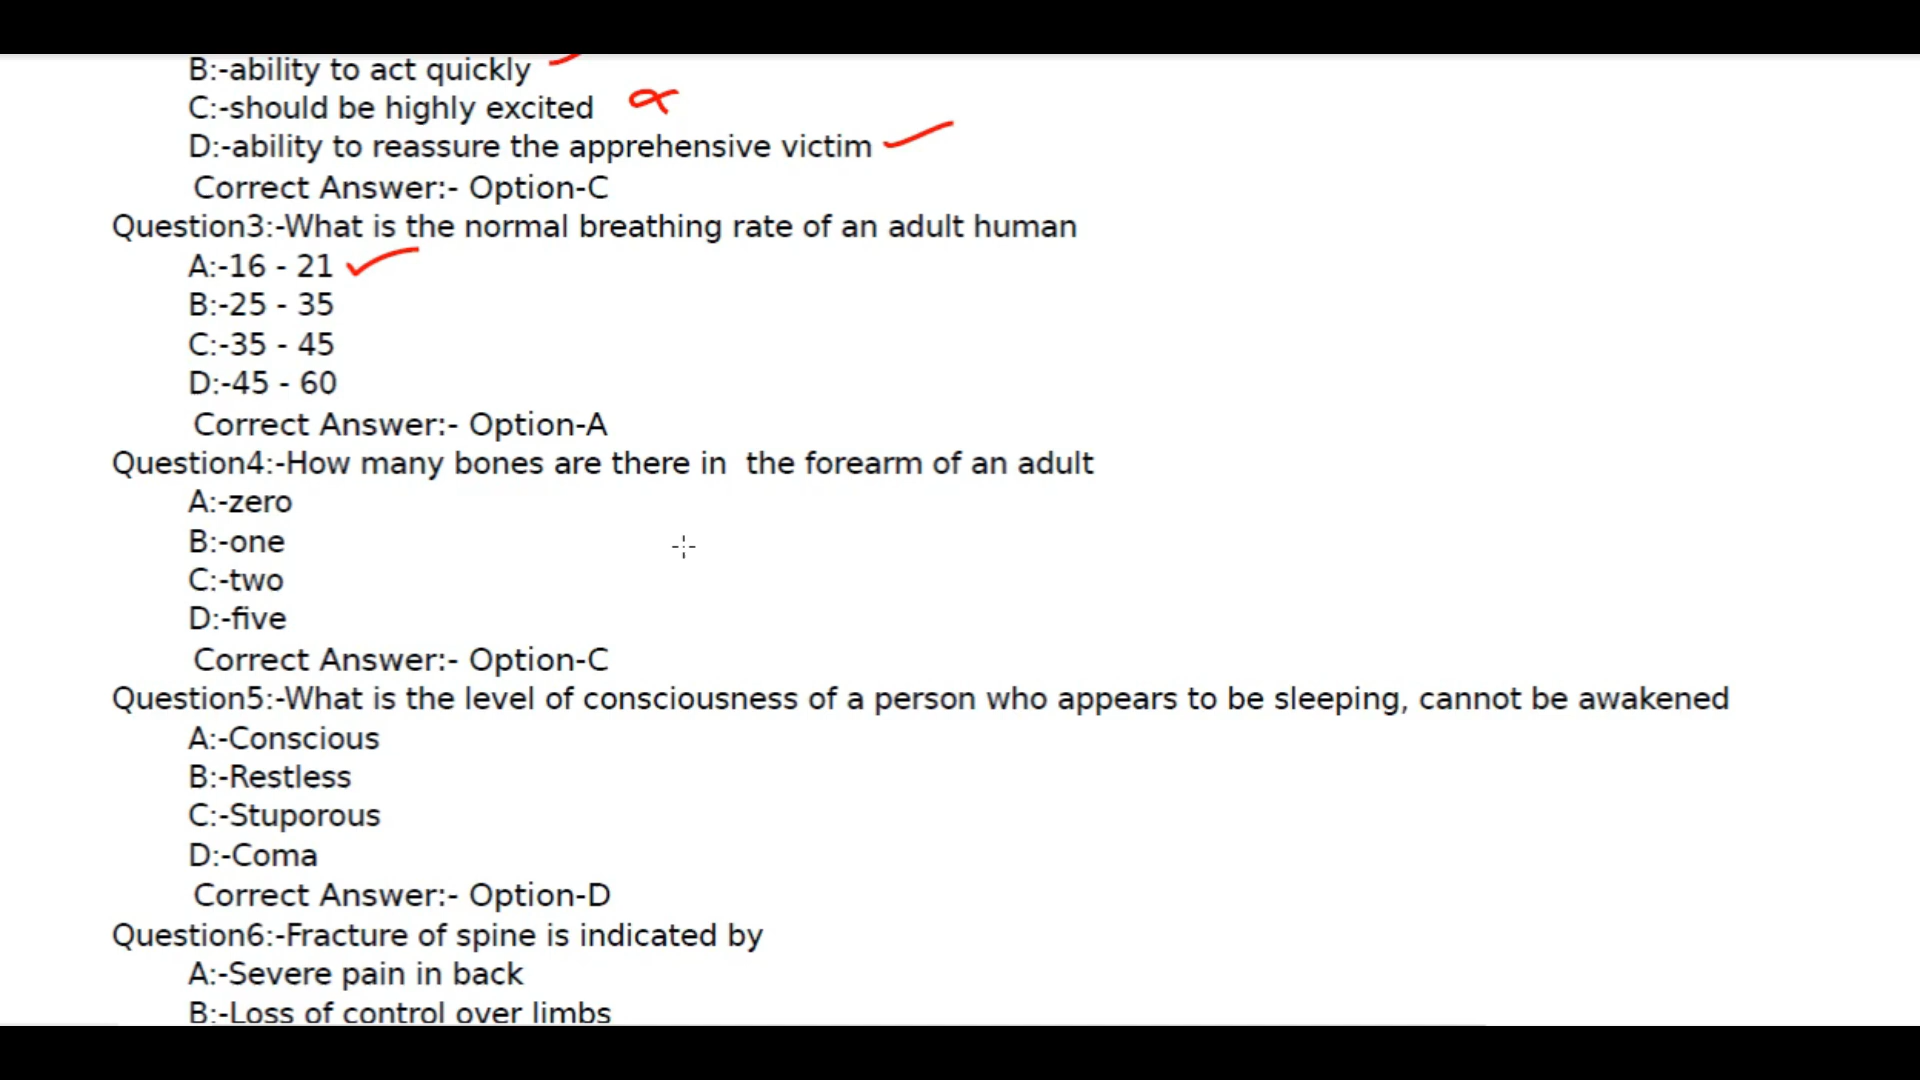 B:-ability to act quickly
C:-should be highly excited
D:-ability to reassure the apprehensive victim
Correct Answer:- Option-C
Question3:-What is the normal breathing rate of an adult human
A:-16 - 21
B:-25 - 35
C:-35 - 45
D:-45 - 60
Correct Answer:- Option-A
Question4:-How many bones are there in  the forearm of an adult
A:-zero
B:-one
C:-two
D:-five
Correct Answer:- Option-C
Question5:-What is the level of consciousness of a person who appears to be sleeping, cannot be awakened
A:-Conscious
B:-Restless
C:-Stuporous
D:-Coma
Correct Answer:- Option-D
Question6:-Fracture of spine is indicated by
A:-Severe pain in back
B:-Loss of control over limbs